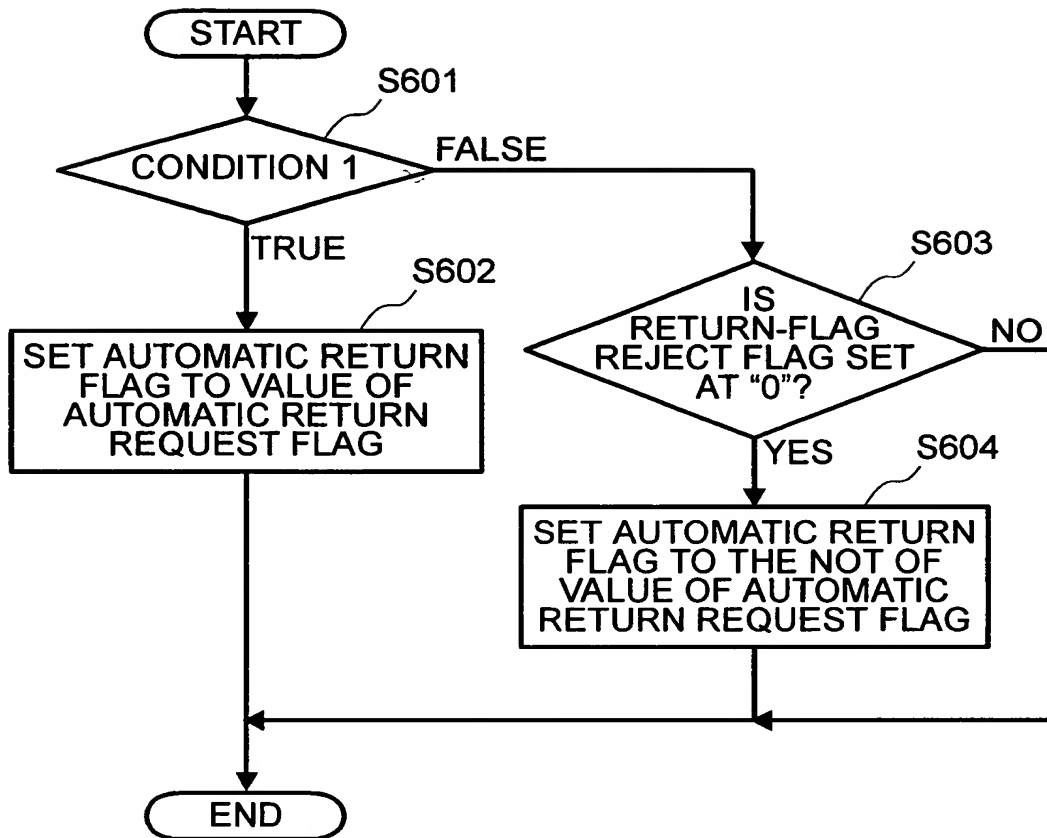 START
S601
CONDITION 1
FALSE
TRUE
S602
SET AUTOMATIC RETURN
FLAG TO VALUE OF
AUTOMATIC RETURN
REQUEST FLAG
S603
IS
RETURN-FLAG
REJECT FLAG SET
AT “0”?
NO
YES
S604
SET AUTOMATIC RETURN
FLAG TO THE NOT OF
VALUE OF AUTOMATIC
RETURN REQUEST FLAG
END